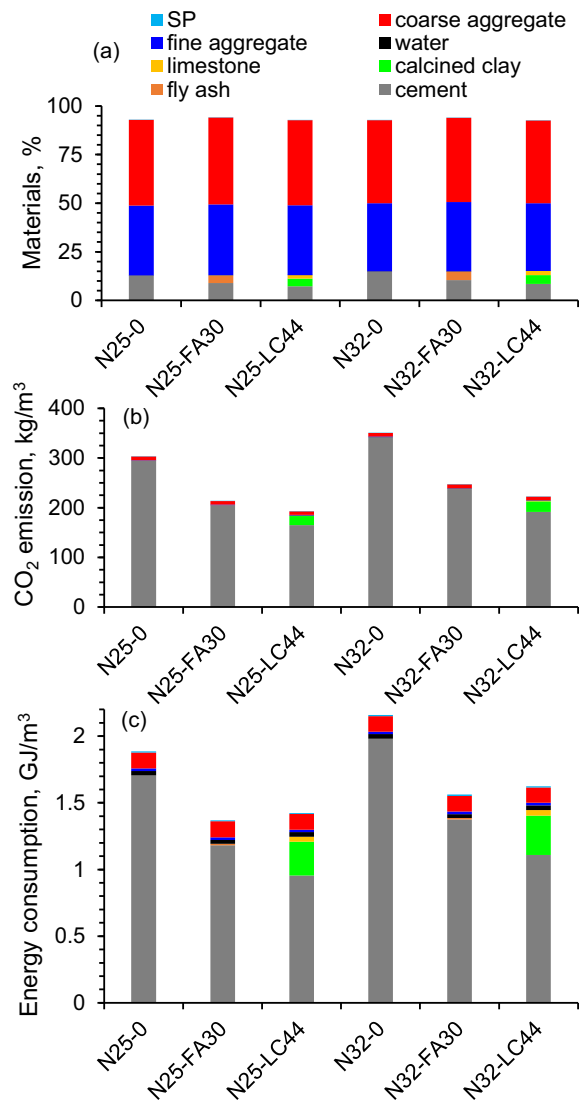 SP
coarse aggregate
fine aggregate
water
(a)
limestone
calcined clay
fly ash
cement
100
75
50
25
0
Materials, %
N25-0
N25-FA30
N25-LC44
N32-0
N32-FA30
N32-LC44
(b)
400
300
200
100
0
CO2 emission, kg/m³
N25-0
N25-FA30
N25-LC44
N32-0
N32-FA30
N32-LC44
(c)
2
1.5
1
0.5
0
Energy consumption, GJ/m³
N25-0
N25-FA30
N25-LC44
N32-0
N32-FA30
N32-LC44